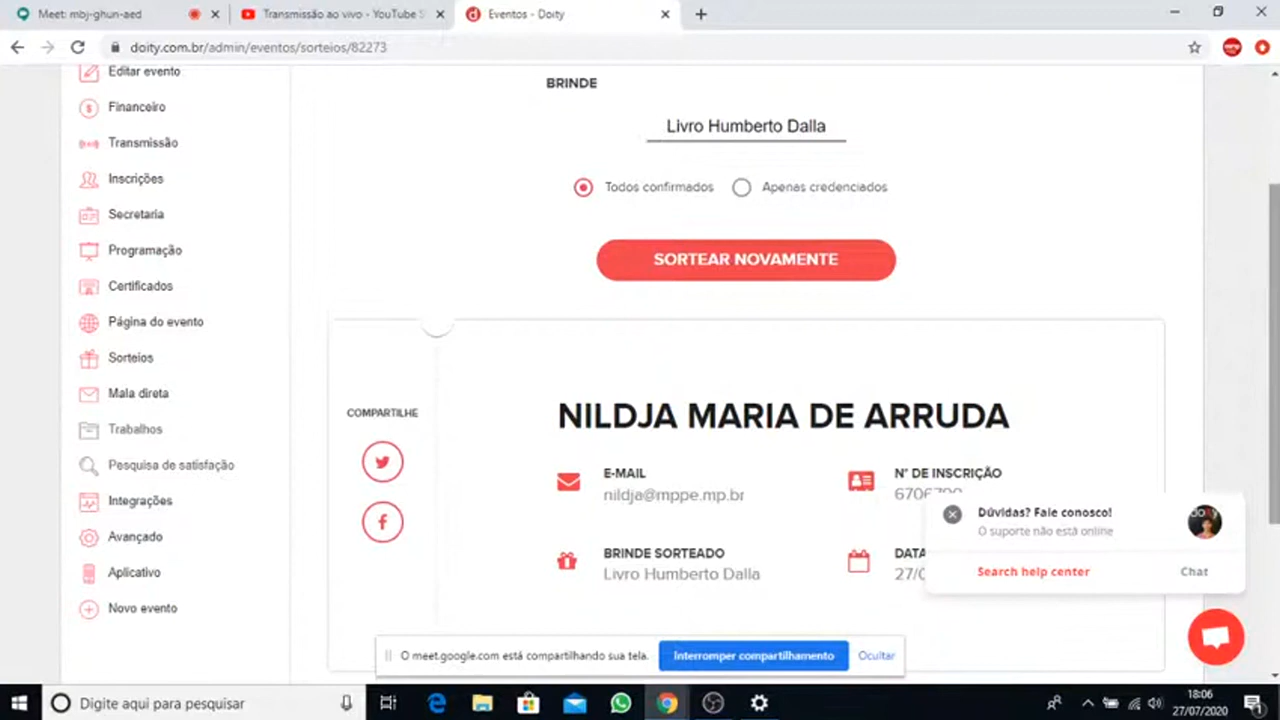 Meet: mbj-ghun-aed
Transmissão ao vivo - YouTube S
Eventos - Doity
doity.com.br/admin/eventos/sorteios/82273
Editar evento
Financeiro
Transmissão
Inscrições
Secretaria
Programação
Certificados
Página do evento
Sorteios
Mala direta
Trabalhos
Pesquisa de satisfação
Integrações
Avançado
Aplicativo
Novo evento
BRINDE
Livro Humberto Dalla
Todos confirmados
Apenas credenciados
SORTEAR NOVAMENTE
COMPARTILHE
NILDJA MARIA DE ARRUDA
E-MAIL
nildja@mppe.mp.br
N° DE INSCRIÇÃO
BRINDE SORTEADO
Livro Humberto Dalla
DATA
27/0
Dúvidas? Fale conosco!
O suporte não está online
Search help center
Chat
O meet.google.com está compartilhando sua tela.
Interromper compartilhamento
Ocultar
Digite aqui para pesquisar
18:06
27/07/2020